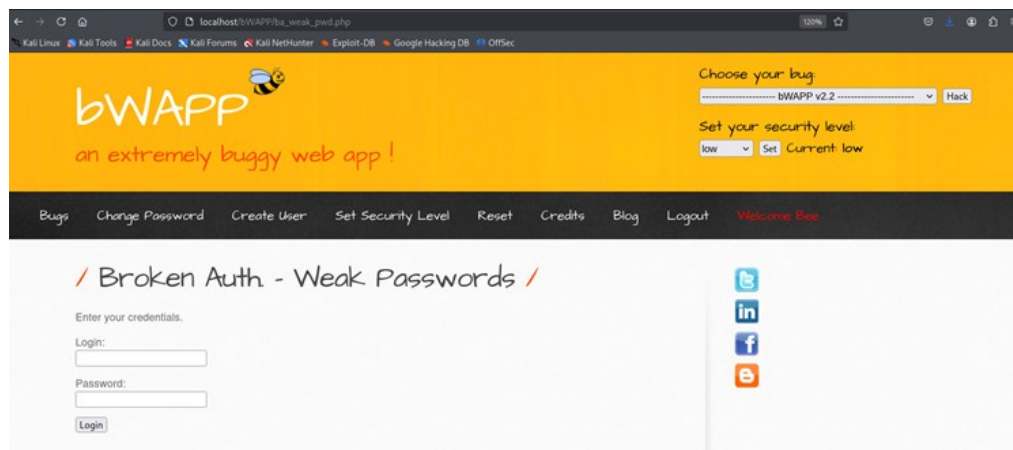 localhost/bWAPP/ba_weak_pwd.php
120%
Kali Linux Kali Tools Kali Docs Kali Forums Kali NetHunter Exploit-DB Google Hacking DB OffSec
bWAPP
an extremely buggy web app !
Choose your bug:
---------------------- bWAPP v2.2 ---------------------- Hack
Set your security level:
low Set Current: low
Bugs Change Password Create User Set Security Level Reset Credits Blog Logout Welcome Bee
/ Broken Auth. - Weak Passwords /
Enter your credentials.
Login:
Password:
Login